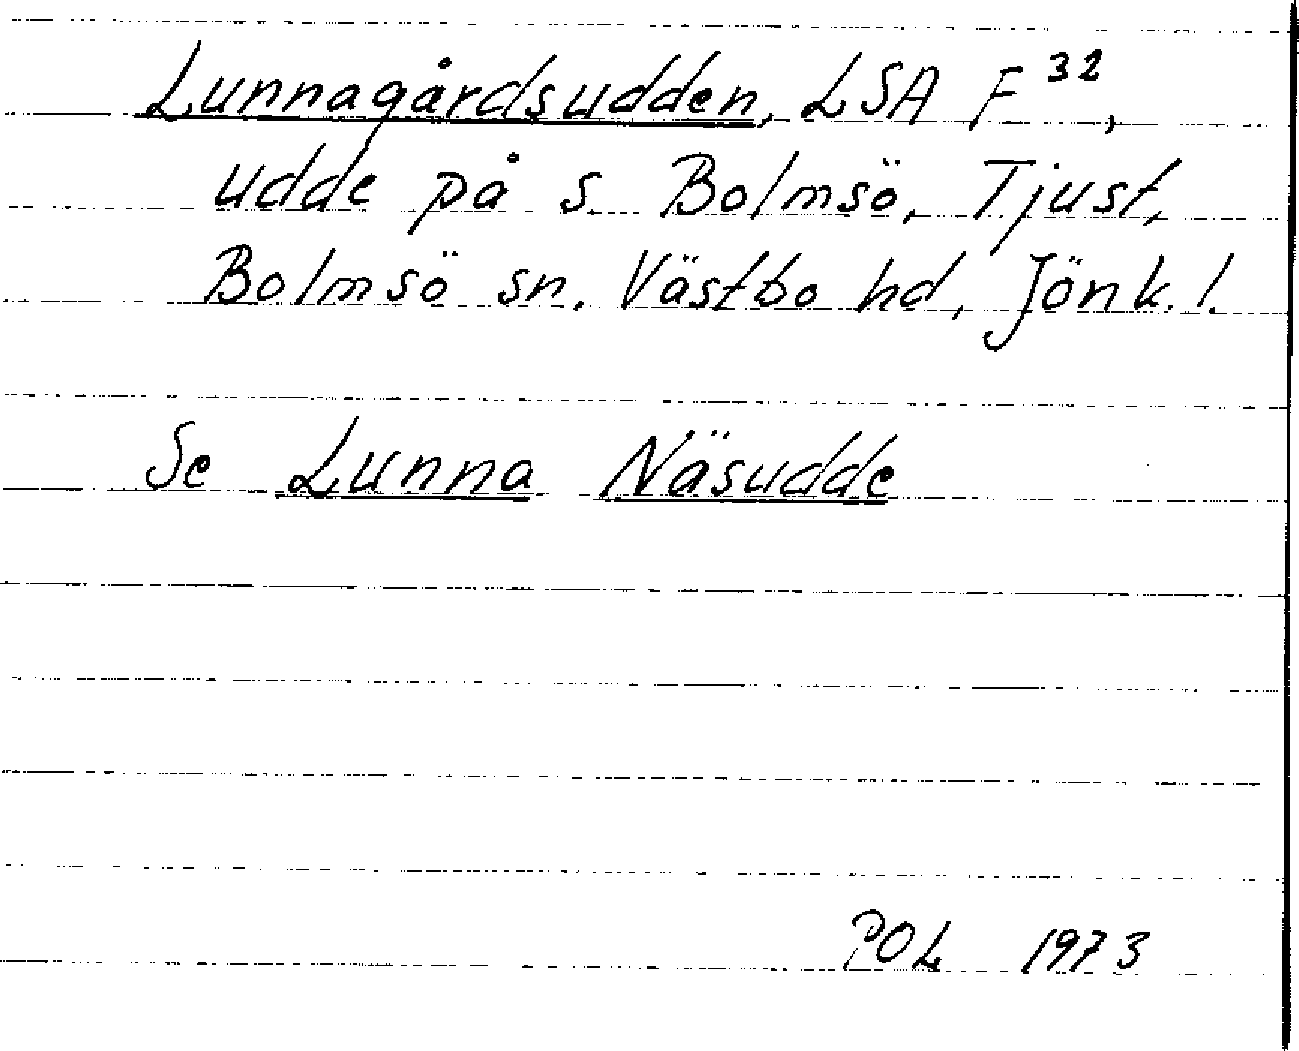 Lunnagårdsudden, LSA F 32,
udde på s Bolmsö, Tjust,
Bolmsö sn. Västbo hd, Jönk. l.
Se Lunna Näsudde
POL 1973